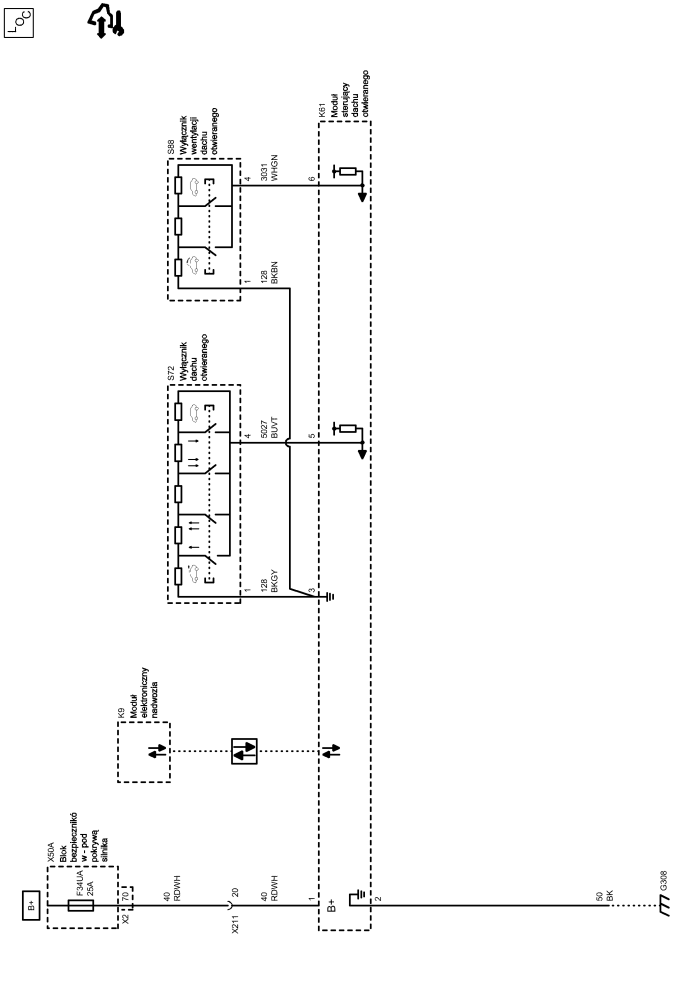 LOC
B+
X50A
Blok
bezpiecznikó
w - pod
pokrywą
silnika
F34UA
25A
X2
70
40
RDWH
X211
20
40
RDWH
1
B+
2
50
BK
G308
K9
Moduł
elektroniczny
nadwozia
S72
Wyłącznik
dachu
otwieranego
1
128
BKGY
3
4
5027
BUVT
5
S88
Wyłącznik
wentylacji
dachu
otwieranego
1
128
BKBN
4
3031
WHGN
6
K61
Moduł
sterujący
dachu
otwieranego